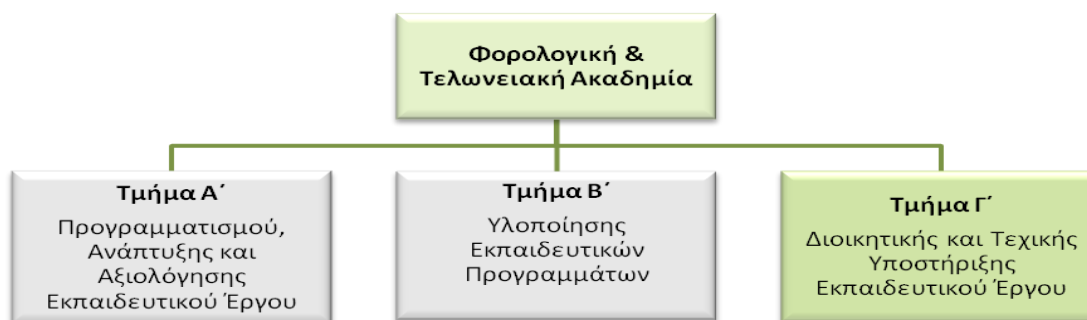 Φορολογική &
Τελωνειακή Ακαδημία
Τμήμα Α΄
Προγραμματισμού,
Ανάπτυξης και
Αξιολόγησης
Εκπαιδευτικού Έργου
Τμήμα Β΄
Υλοποίησης
Εκπαιδευτικών
Προγραμμάτων
Τμήμα Γ΄
Διοικητικής και Τεχικής
Υποστήριξης
Εκπαιδευτικού Έργου